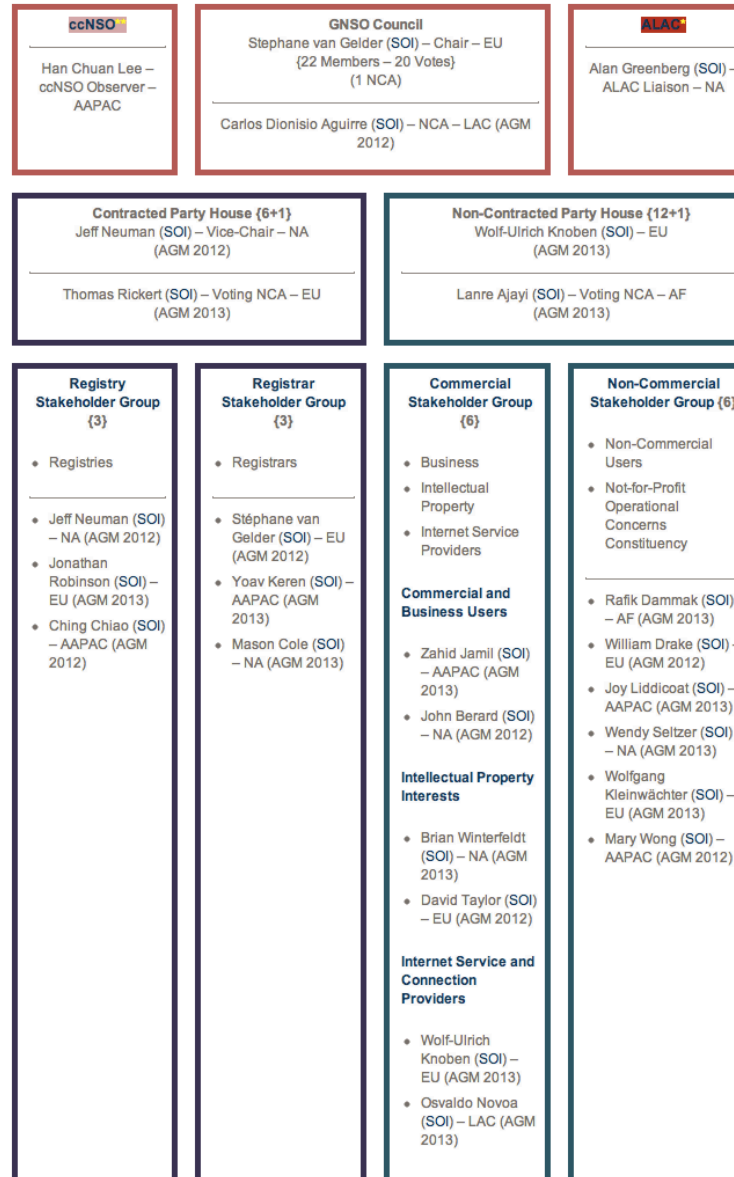 ccNSO**
Han Chuan Lee –
ccNSO Observer –
AAPAC
GNSO Council
Stephane van Gelder (SOI) – Chair – EU
{22 Members – 20 Votes}
(1 NCA)
Carlos Dionisio Aguirre (SOI) – NCA – LAC (AGM
2012)
ALAC*
Alan Greenberg (SOI) –
ALAC Liaison – NA
Contracted Party House {6+1}
Jeff Neuman (SOI) – Vice-Chair – NA
(AGM 2012)
Thomas Rickert (SOI) – Voting NCA – EU
(AGM 2013)
Non-Contracted Party House {12+1}
Wolf-Ulrich Knoben (SOI) – EU
(AGM 2013)
Lanre Ajayi (SOI) – Voting NCA – AF
(AGM 2013)
Registry
Stakeholder Group
{3}
• Registries
• Jeff Neuman (SOI)
– NA (AGM 2012)
• Jonathan
Robinson (SOI) –
EU (AGM 2013)
• Ching Chiao (SOI)
– AAPAC (AGM
2012)
Registrar
Stakeholder Group
{3}
• Registrars
• Stéphane van
Gelder (SOI) – EU
(AGM 2012)
• Yoav Keren (SOI) –
AAPAC (AGM
2013)
• Mason Cole (SOI)
– NA (AGM 2013)
Commercial
Stakeholder Group
{6}
• Business
• Intellectual
Property
• Internet Service
Providers
Commercial and
Business Users
• Zahid Jamil (SOI)
– AAPAC (AGM
2013)
• John Berard (SOI)
– NA (AGM 2012)
Intellectual Property
Interests
• Brian Winterfeldt
(SOI) – NA (AGM
2013)
• David Taylor (SOI)
– EU (AGM 2012)
Internet Service and
Connection
Providers
• Wolf-Ulrich
Knoben (SOI) –
EU (AGM 2013)
• Osvaldo Novoa
(SOI) – LAC (AGM
2013)
Non-Commercial
Stakeholder Group {6}
• Non-Commercial
Users
• Not-for-Profit
Operational
Concerns
Constituency
• Rafik Dammak (SOI)
– AF (AGM 2013)
• William Drake (SOI) –
EU (AGM 2012)
• Joy Liddicoat (SOI) –
AAPAC (AGM 2013)
• Wendy Seltzer (SOI)
– NA (AGM 2013)
• Wolfgang
Kleinwächter (SOI) –
EU (AGM 2013)
• Mary Wong (SOI) –
AAPAC (AGM 2012)